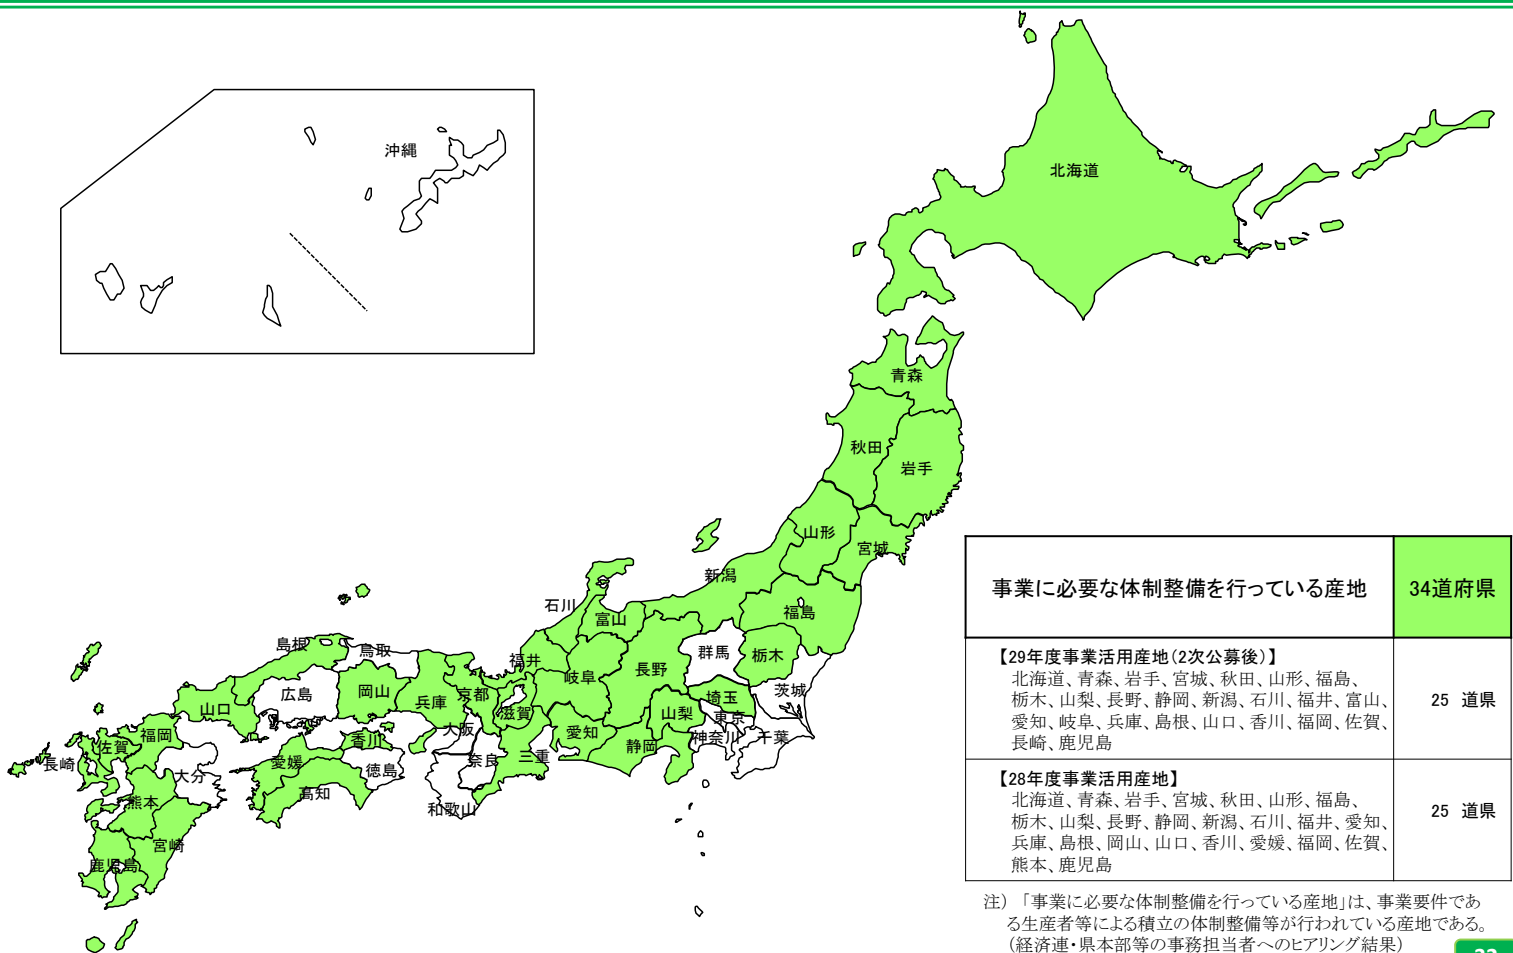 沖縄
北海道
青森
秋田
岩手
山形
宮城
新潟
福島
石川
富山
群馬
栃木
福井
岐阜
長野
茨城
埼玉
山梨
東京
神奈川
千葉
島根
鳥取
広島
岡山
兵庫
京都
滋賀
愛知
静岡
山口
大阪
奈良
三重
福岡
佐賀
長崎
大分
香川
愛媛
徳島
高知
和歌山
熊本
宮崎
鹿児島
事業に必要な体制整備を行っている産地
34道府県
【29年度事業活用産地(2次公募後)】
北海道、青森、岩手、宮城、秋田、山形、福島、
栃木、山梨、長野、静岡、新潟、石川、福井、富山、
愛知、岐阜、兵庫、島根、山口、香川、福岡、佐賀、
長崎、鹿児島
25 道県
【28年度事業活用産地】
北海道、青森、岩手、宮城、秋田、山形、福島、
栃木、山梨、長野、静岡、新潟、石川、福井、愛知、
兵庫、島根、岡山、山口、香川、愛媛、福岡、佐賀、
熊本、鹿児島
25 道県
注) 「事業に必要な体制整備を行っている産地」は、事業要件であ
る生産者等による積立の体制整備等が行われている産地である。
(経済連・県本部等の事務担当者へのヒアリング結果)